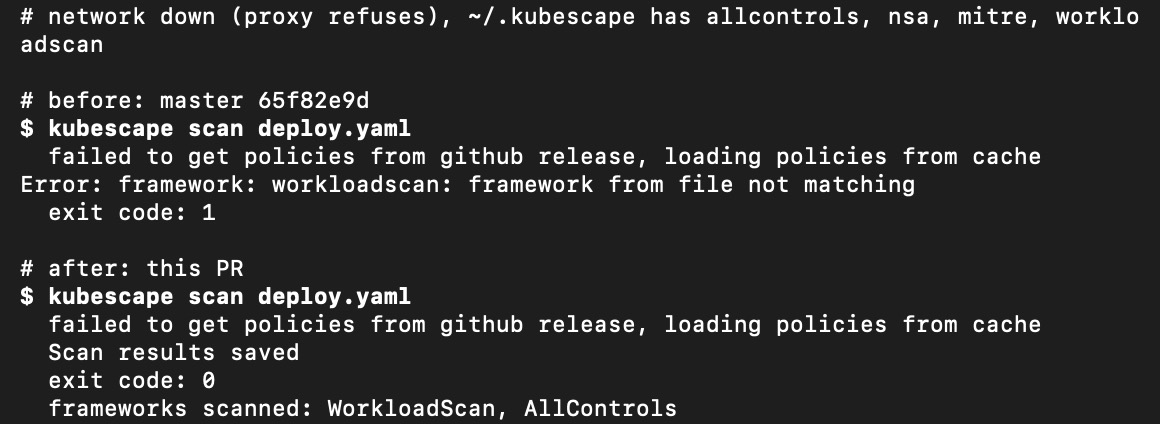 # network down (proxy refuses), ~/.kubescape has allcontrols, nsa, mitre, worklo
adscan
# before: master 65f82e9d
$ kubescape scan deploy.yaml
failed to get policies from github release, loading policies from cache
Error: framework: workloadscan: framework from file not matching
exit code: 1
# after: this PR
$ kubescape scan deploy.yaml
failed to get policies from github release, loading policies from cache
Scan results saved
exit code: 0
frameworks scanned: WorkloadScan, AllControls